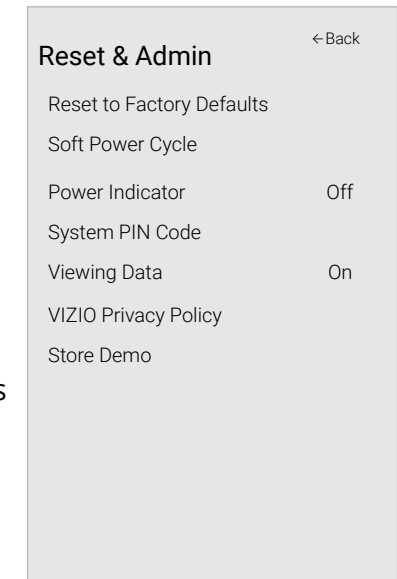 ←Back
Reset & Admin
Reset to Factory Defaults
Soft Power Cycle
Power Indicator Off
System PIN Code
Viewing Data On
VIZIO Privacy Policy
Store Demo
s